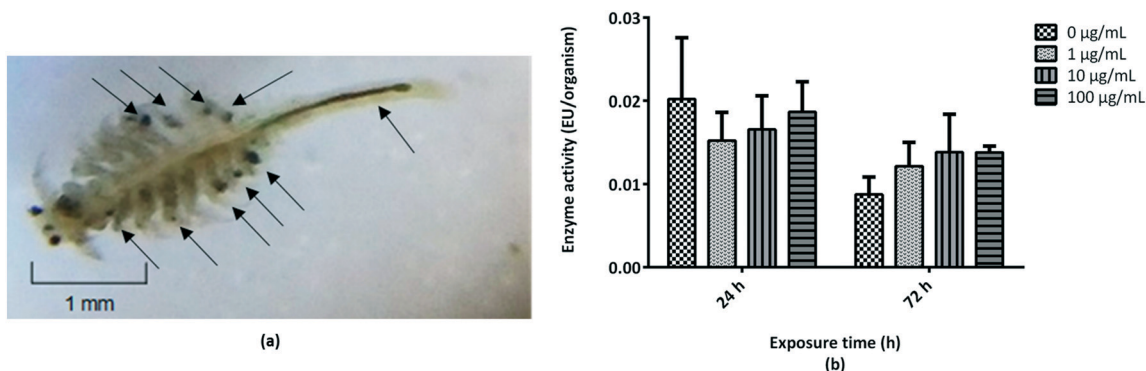 1 mm
(a)
0.03
0.02
0.01
0.00
Enzyme activity (EU/organism)
24 h
72 h
Exposure time (h)
(b)
0 µg/mL
1 µg/mL
10 µg/mL
100 µg/mL